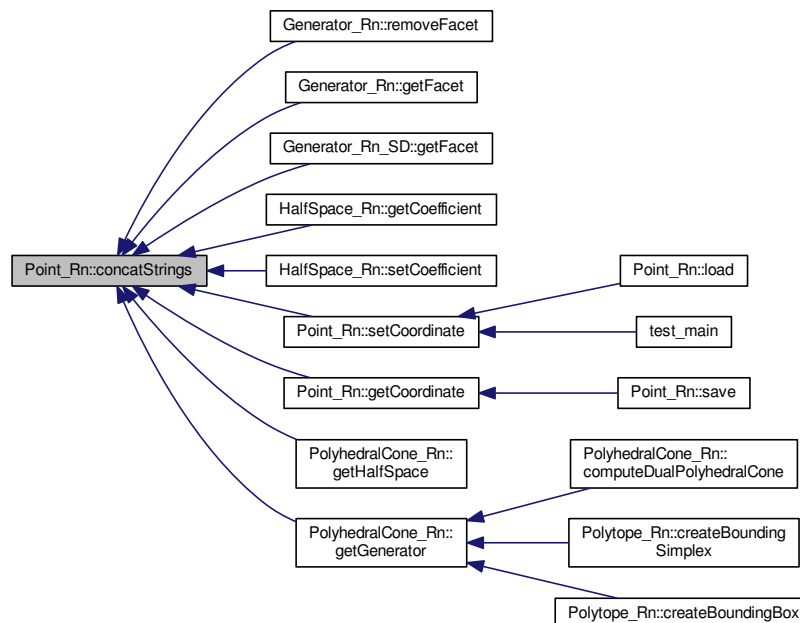 Generator_Rn::removeFacet
Generator_Rn::getFacet
Generator_Rn_SD::getFacet
HalfSpace_Rn::getCoefficient
Point_Rn::concatStrings
HalfSpace_Rn::setCoefficient
Point_Rn::load
Point_Rn::setCoordinate
test_main
Point_Rn::getCoordinate
Point_Rn::save
PolyhedralCone_Rn::
getHalfSpace
PolyhedralCone_Rn::
computeDualPolyhedralCone
PolyhedralCone_Rn::
getGenerator
Polytope_Rn::createBounding
Simplex
Polytope_Rn::createBoundingBox